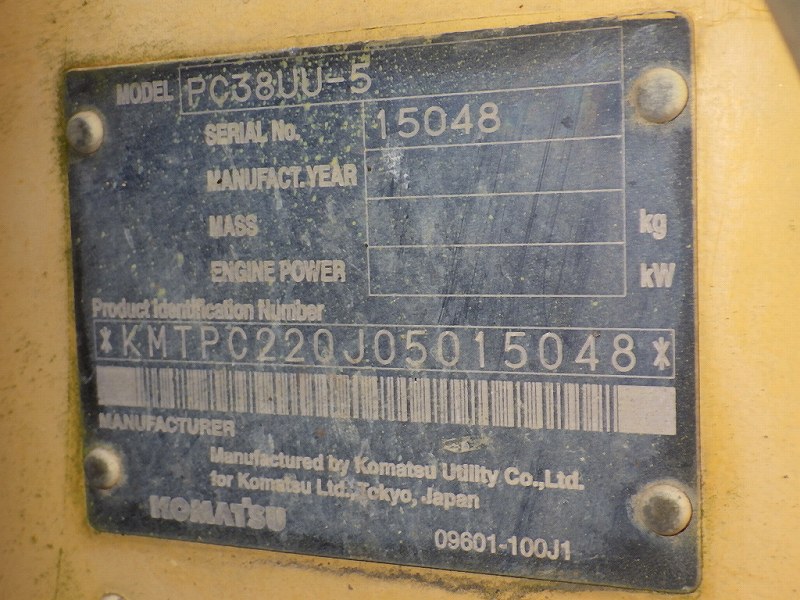 MODEL PC38UU-5
SERIAL No. 15048
MANUFACT.YEAR
MASS kg
ENGINE POWER kW
Product Identification Number
*KMTPC22QJ05015048*
MANUFACTURER
Manufactured by Komatsu Utility Co.,Ltd.
for Komatsu Ltd.,Tokyo, Japan
KOMATSU
09601-100J1